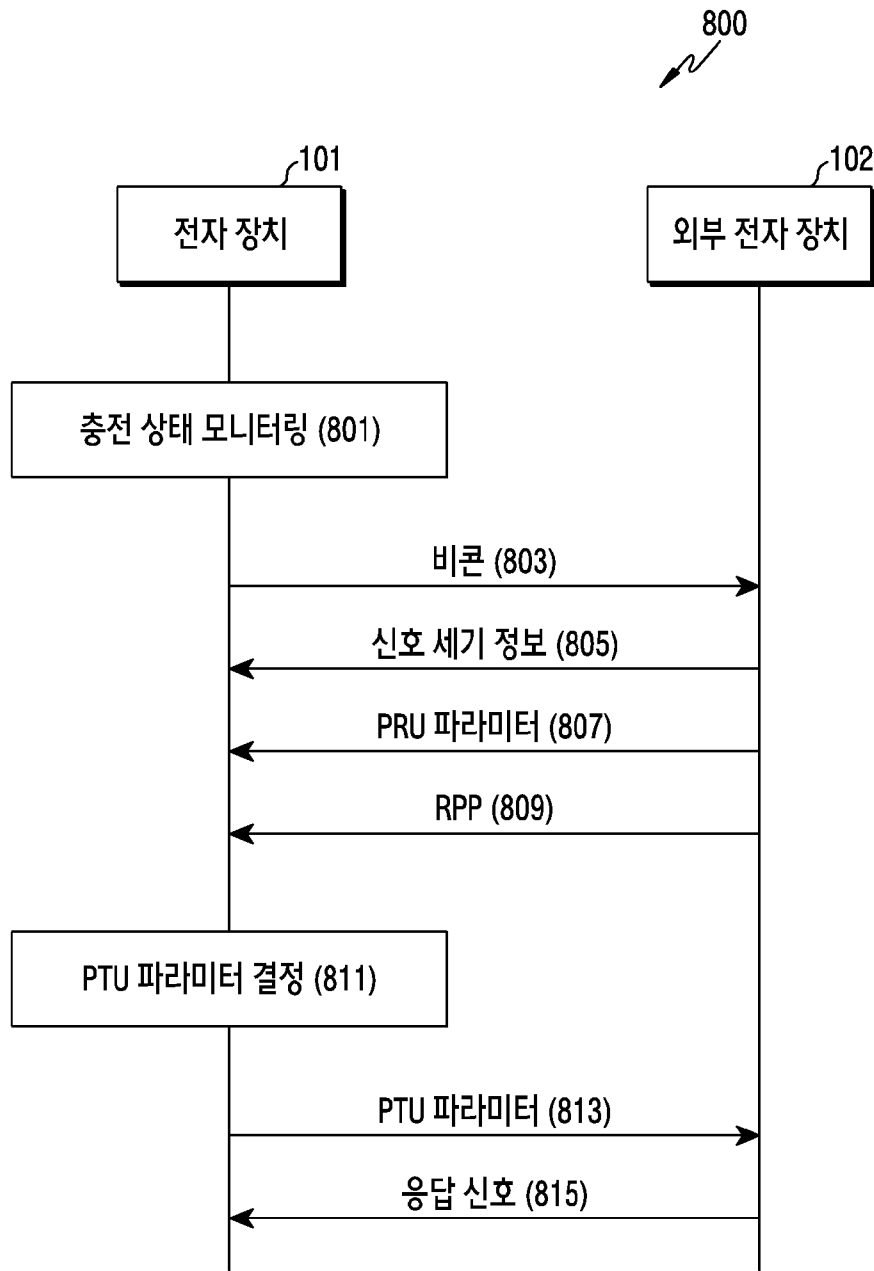 800
101
102
전자 장치
외부 전자 장치
충전 상태 모니터링 (801)
비콘 (803)
신호 세기 정보 (805)
PRU 파라미터 (807)
RPP (809)
PTU 파라미터 결정 (811)
PTU 파라미터 (813)
응답 신호 (815)